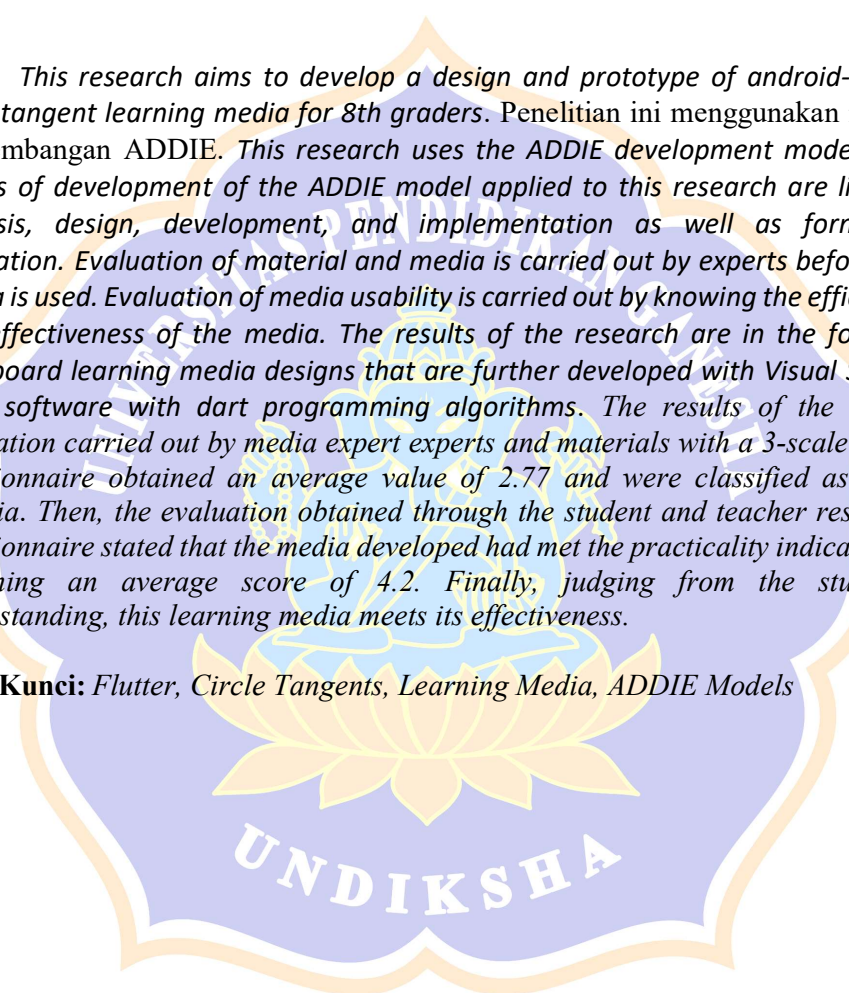 This research aims to develop a design and prototype of android-
tangent learning media for 8th graders. Penelitian ini menggunakan
mbangan ADDIE. This research uses the ADDIE development mode
s of development of the ADDIE model applied to this research are li
sis, design, development, and implementation as well as form
ation. Evaluation of material and media is carried out by experts befo
a is used. Evaluation of media usability is carried out by knowing the effi
ffectiveness of the media. The results of the research are in the fo
board learning media designs that are further developed with Visual S
software with dart programming algorithms. The results of the
ation carried out by media expert experts and materials with a 3-scale
ionnaire obtained an average value of 2.77 and were classified as
ia. Then, the evaluation obtained through the student and teacher res
ionnaire stated that the media developed had met the practicality indica
ning an average score of 4.2. Finally, judging from the stu
standing, this learning media meets its effectiveness.
Kunci: Flutter, Circle Tangents, Learning Media, ADDIE Models
UNIVERSITAS PENDIDIKAN GANESHA
UNDIKSHA